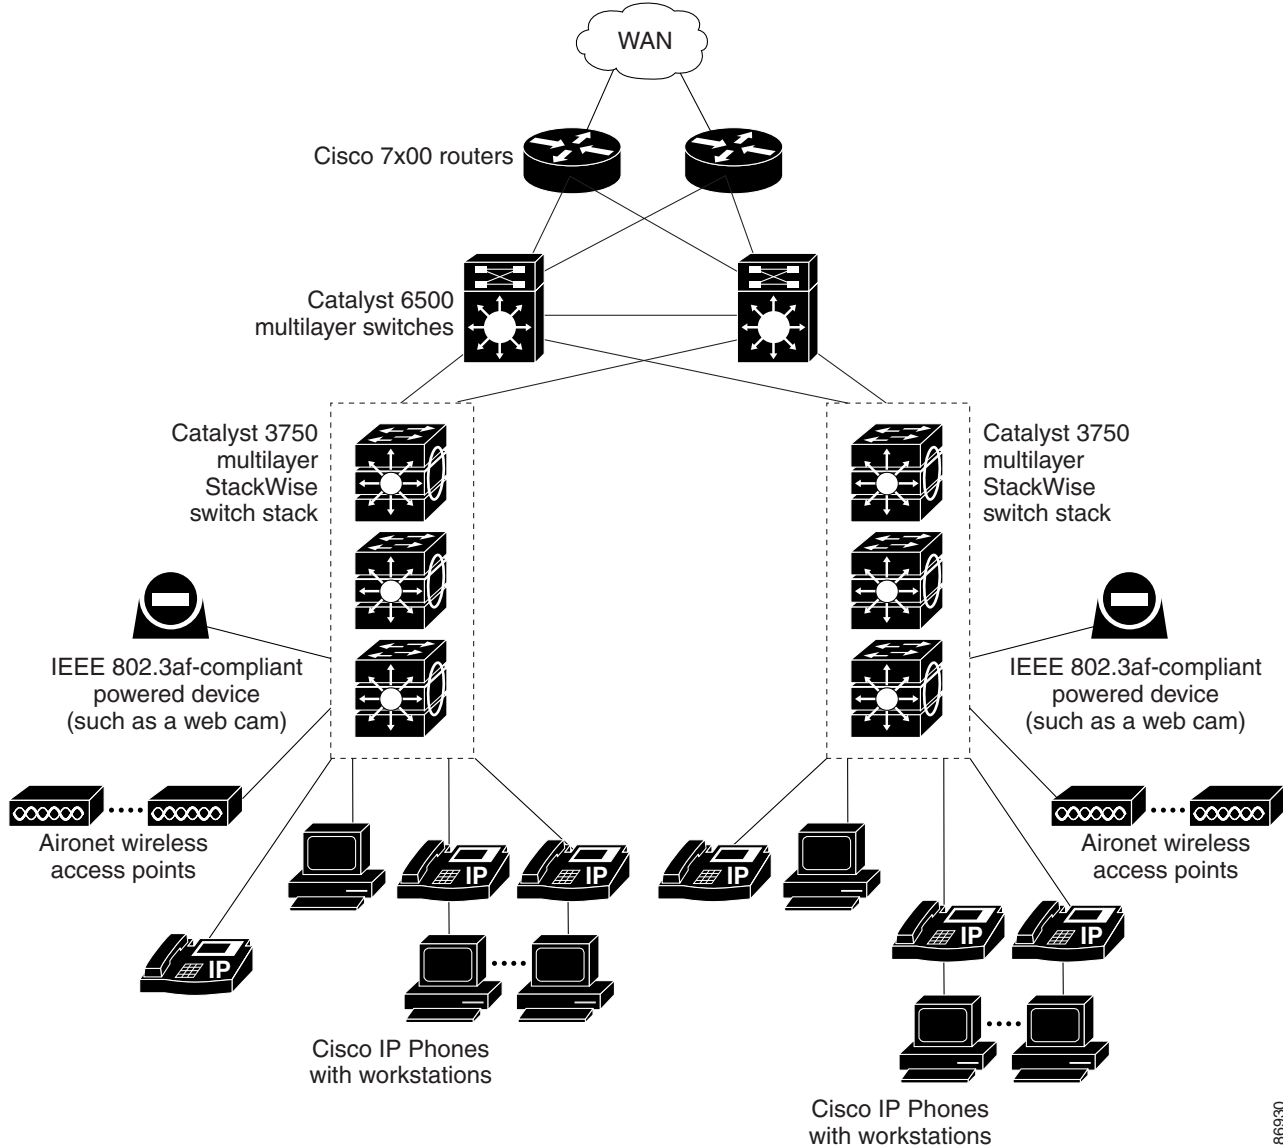 WAN
Cisco 7x00 routers
Catalyst 6500
multilayer switches
Catalyst 3750
multilayer
StackWise
switch stack
Catalyst 3750
multilayer
StackWise
switch stack
IEEE 802.3af-compliant
powered device
(such as a web cam)
IEEE 802.3af-compliant
powered device
(such as a web cam)
Aironet wireless
access points
Aironet wireless
access points
IP
IP
IP
IP
IP
IP
Cisco IP Phones
with workstations
Cisco IP Phones
with workstations
86930